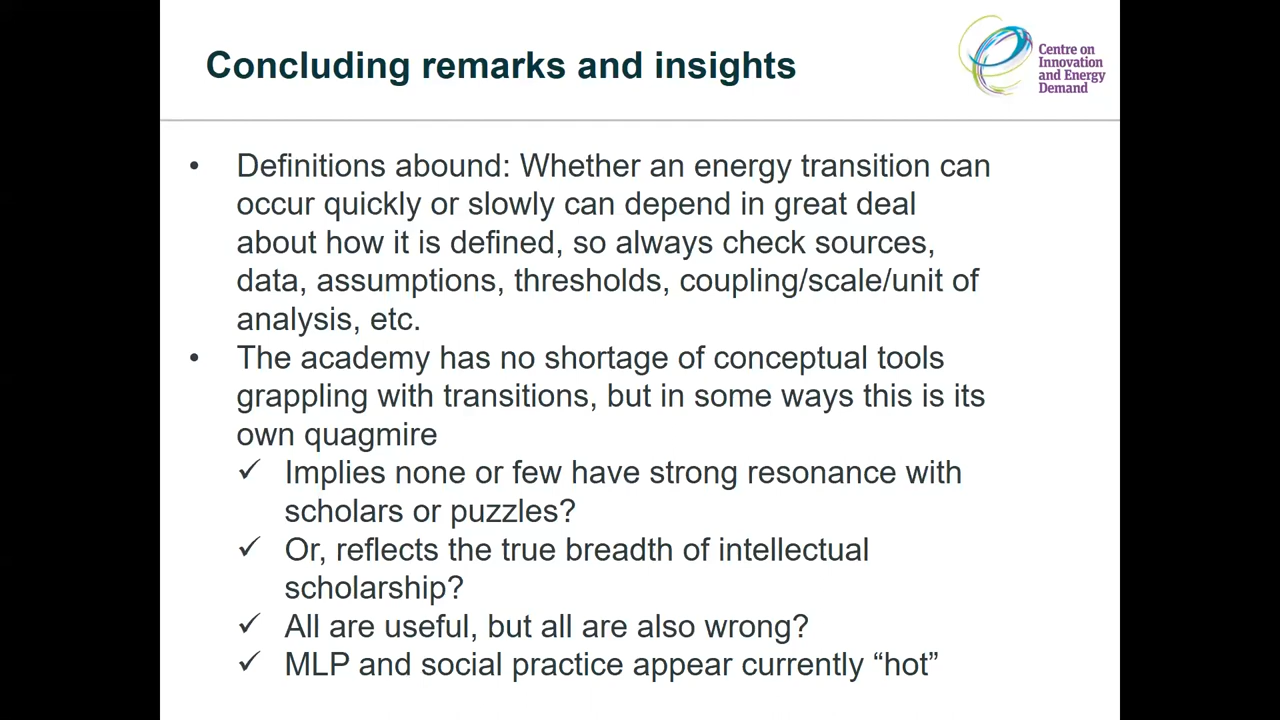 Concluding remarks and insights
Centre on
Innovation
and Energy
Demand
• Definitions abound: Whether an energy transition can
occur quickly or slowly can depend in great deal
about how it is defined, so always check sources,
data, assumptions, thresholds, coupling/scale/unit of
analysis, etc.
• The academy has no shortage of conceptual tools
grappling with transitions, but in some ways this is its
own quagmire
✓ Implies none or few have strong resonance with
scholars or puzzles?
✓ Or, reflects the true breadth of intellectual
scholarship?
✓ All are useful, but all are also wrong?
✓ MLP and social practice appear currently “hot”